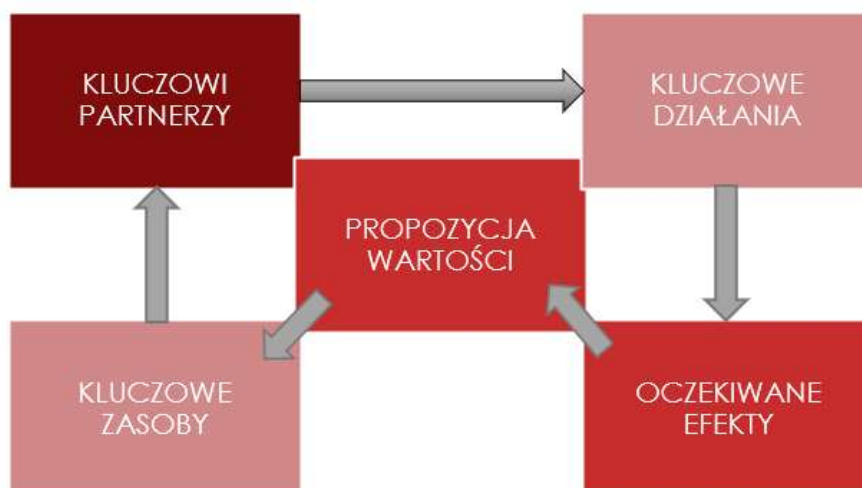 KLUCZOWI
PARTNERZY
KLUCZOWE
DZIAŁANIA
PROPOZYCJA
WARTOŚCI
KLUCZOWE
ZASOBY
OCZEKIWANE
EFEKTY